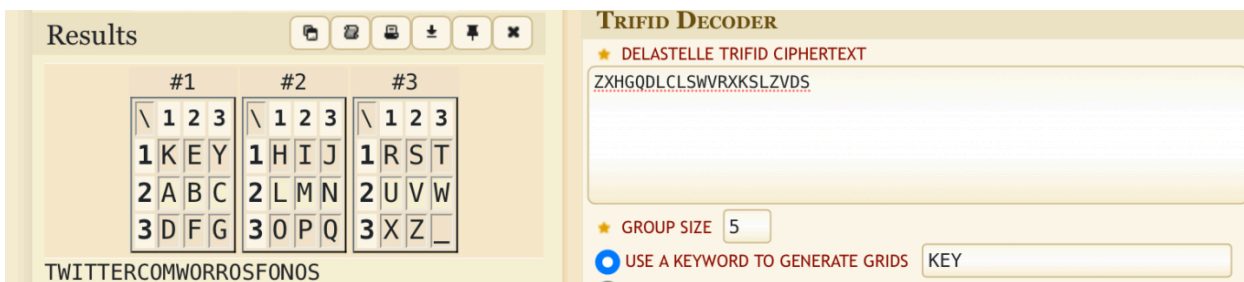 Results
#1 #2 #3
\ 1 2 3 \ 1 2 3 \ 1 2 3
1 K E Y 1 H I J 1 R S T
2 A B C 2 L M N 2 U V W
3 D F G 3 O P Q 3 X Z _
TWITTERCOMWORROSFONOS
TRIFID DECODER
DELASTELLE TRIFID CIPHERTEXT
ZXHGQDLCLSWVRXKSLZVDS
GROUP SIZE 5
USE A KEYWORD TO GENERATE GRIDS KEY